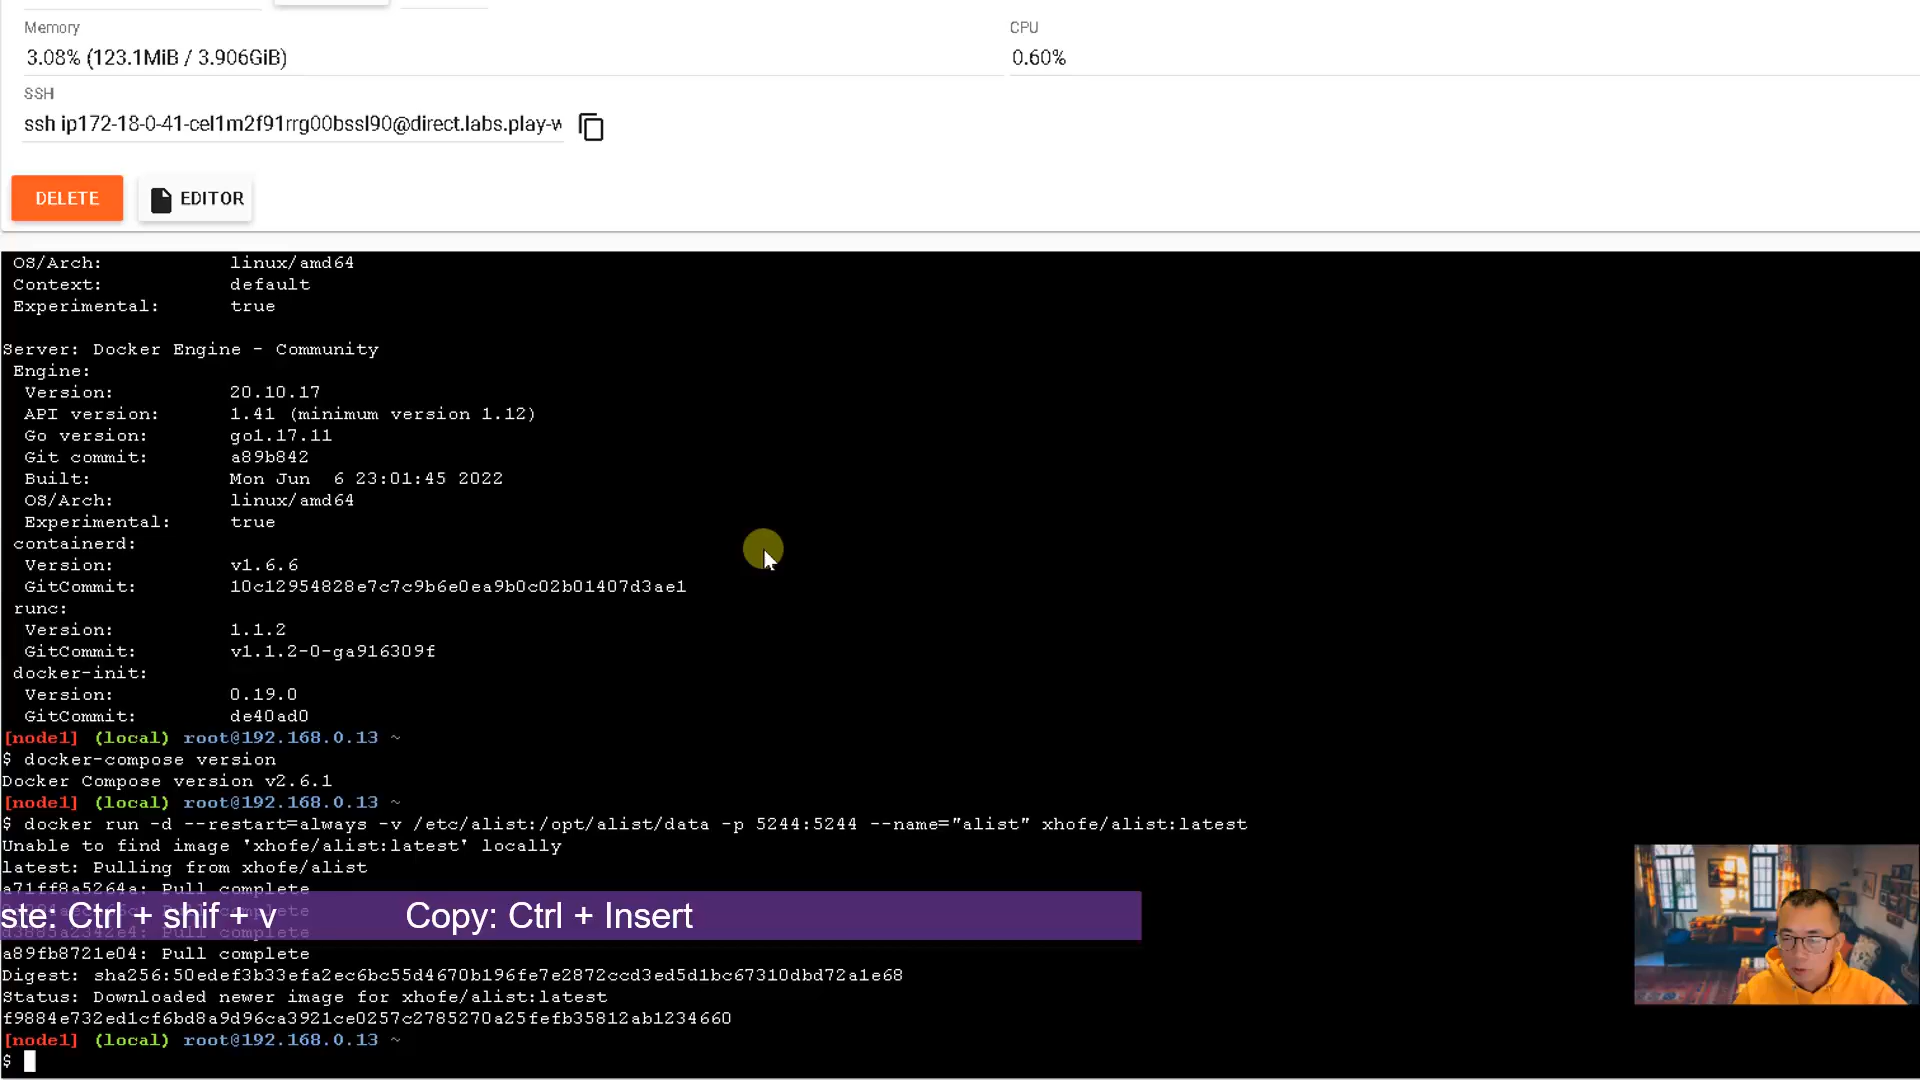 Memory
3.08% (123.1MiB / 3.906GiB)
CPU
0.60%
SSH
ssh ip172-18-0-41-cel1m2f91rrg00bssl90@direct.labs.play-w
DELETE
EDITOR
OS/Arch: linux/amd64
Context: default
Experimental: true
Server: Docker Engine - Community
Engine:
Version: 20.10.17
API version: 1.41 (minimum version 1.12)
Go version: go1.17.11
Git commit: a89b842
Built: Mon Jun  6 23:01:45 2022
OS/Arch: linux/amd64
Experimental: true
containerd:
Version: v1.6.6
GitCommit: 10c12954828e7c7c9b6e0ea9b0c02b01407d3ae1
runc:
Version: 1.1.2
GitCommit: v1.1.2-0-ga916309f
docker-init:
Version: 0.19.0
GitCommit: de40ad0
[node1] (local) root@192.168.0.13 ~
$ docker-compose version
Docker Compose version v2.6.1
[node1] (local) root@192.168.0.13 ~
$ docker run -d --restart=always -v /etc/alist:/opt/alist/data -p 5244:5244 --name="alist" xhofe/alist:latest
Unable to find image 'xhofe/alist:latest' locally
latest: Pulling from xhofe/alist
a71ff8a5264a: Pull complete
ste: Ctrl + shif + v Copy: Ctrl + Insert
d3885a2342e4: Pull complete
a89fb8721e04: Pull complete
Digest: sha256:50edef3b33efa2ec6bc55d4670b196fe7e2872ccd3ed5d1bc67310dbd72a1e68
Status: Downloaded newer image for xhofe/alist:latest
f9884e732ed1cf6bd8a9d96ca3921ce0257c2785270a25fefb35812ab1234660
[node1] (local) root@192.168.0.13 ~
$